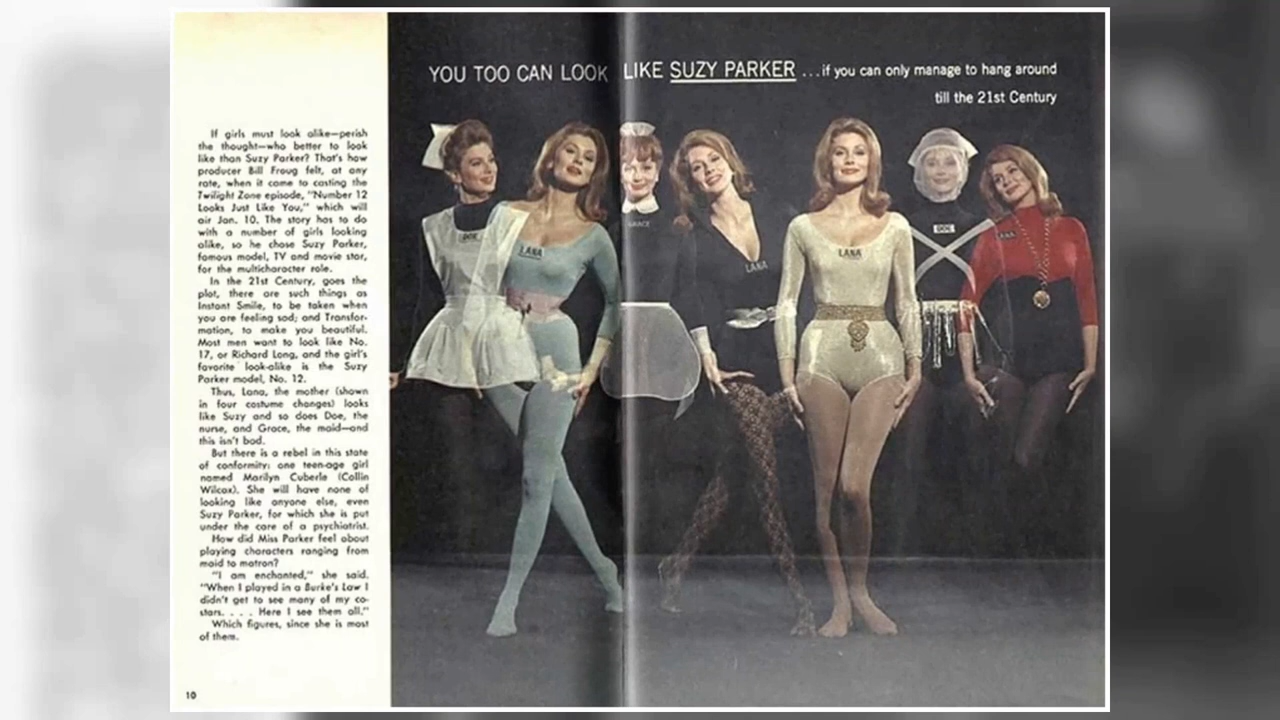 YOU TOO CAN LOOK LIKE SUZY PARKER ...if you can only manage to hang around
till the 21st Century
If girls must look alike—perish
the thought—who better to look
like than Suzy Parker? That's how
producer Bill Froug felt, at any
rate, when it came to casting the
Twilight Zone episode, "Number 12
Looks Just Like You," which will
air Jan. 10. The story has to do
with a number of girls looking
alike, so he chose Suzy Parker,
famous model, TV and movie star,
for the multicharacter role.
In the 21st Century, goes the
plot, there are such things as
Instant Smile, to be taken when
you are feeling sad; and Transfor-
mation, to make you beautiful.
Most men want to look like No.
17, or Richard Long, and the girl's
favorite look-alike is the Suzy
Parker model, No. 12.
Thus, Lana, the mother (shown
in four costume changes) looks
like Suzy and so does Doe, the
nurse, and Grace, the maid—and
this isn't bad.
But there is a rebel in this state
of conformity: one teen-age girl
named Marilyn Cuberle (Collin
Wilcox). She will have none of
looking like anyone else, even
Suzy Parker, for which she is put
under the care of a psychiatrist.
How did Miss Parker feel about
playing characters ranging from
maid to matron?
"I am enchanted," she said.
"When I played in a Burke's Law I
didn't get to see many of my co-
stars. . . . Here I see them all."
Which figures, since she is most
of them.
10
DOE
LANA
GRACE
LANA
LANA
DOE
LANA